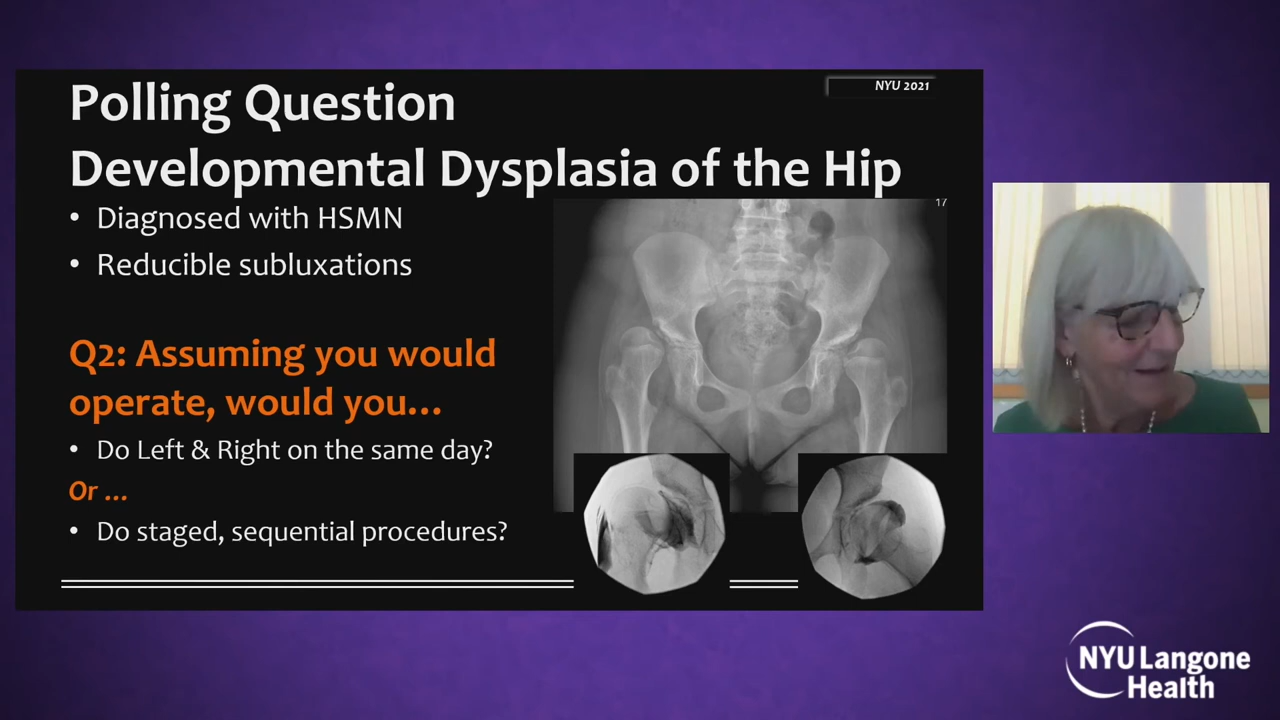 NYU 2021
Polling Question
Developmental Dysplasia of the Hip
• Diagnosed with HSMN
• Reducible subluxations
17
Q2: Assuming you would
operate, would you...
• Do Left & Right on the same day?
Or ...
• Do staged, sequential procedures?
NYU Langone
Health